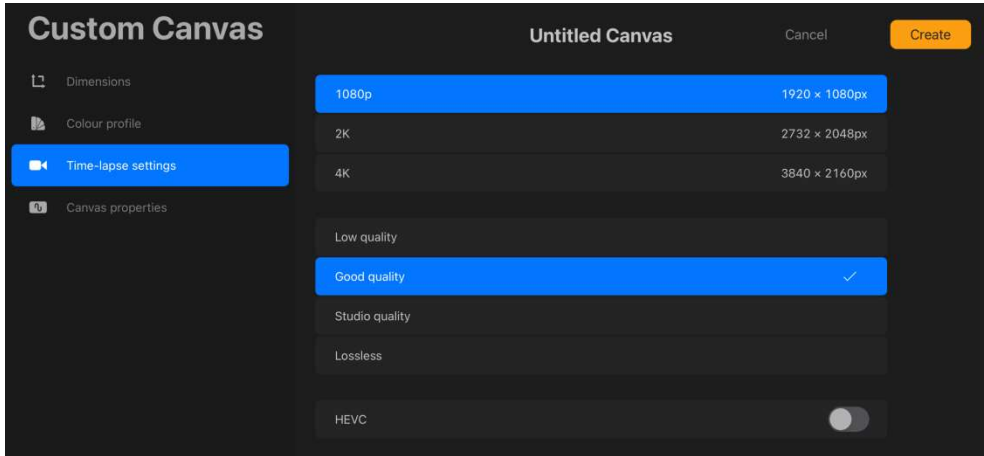 Custom Canvas
Dimensions
Colour profile
Time-lapse settings
Canvas properties
Untitled Canvas
Cancel
Create
1080p 1920 × 1080px
2K 2732 × 2048px
4K 3840 × 2160px
Low quality
Good quality
Studio quality
Lossless
HEVC